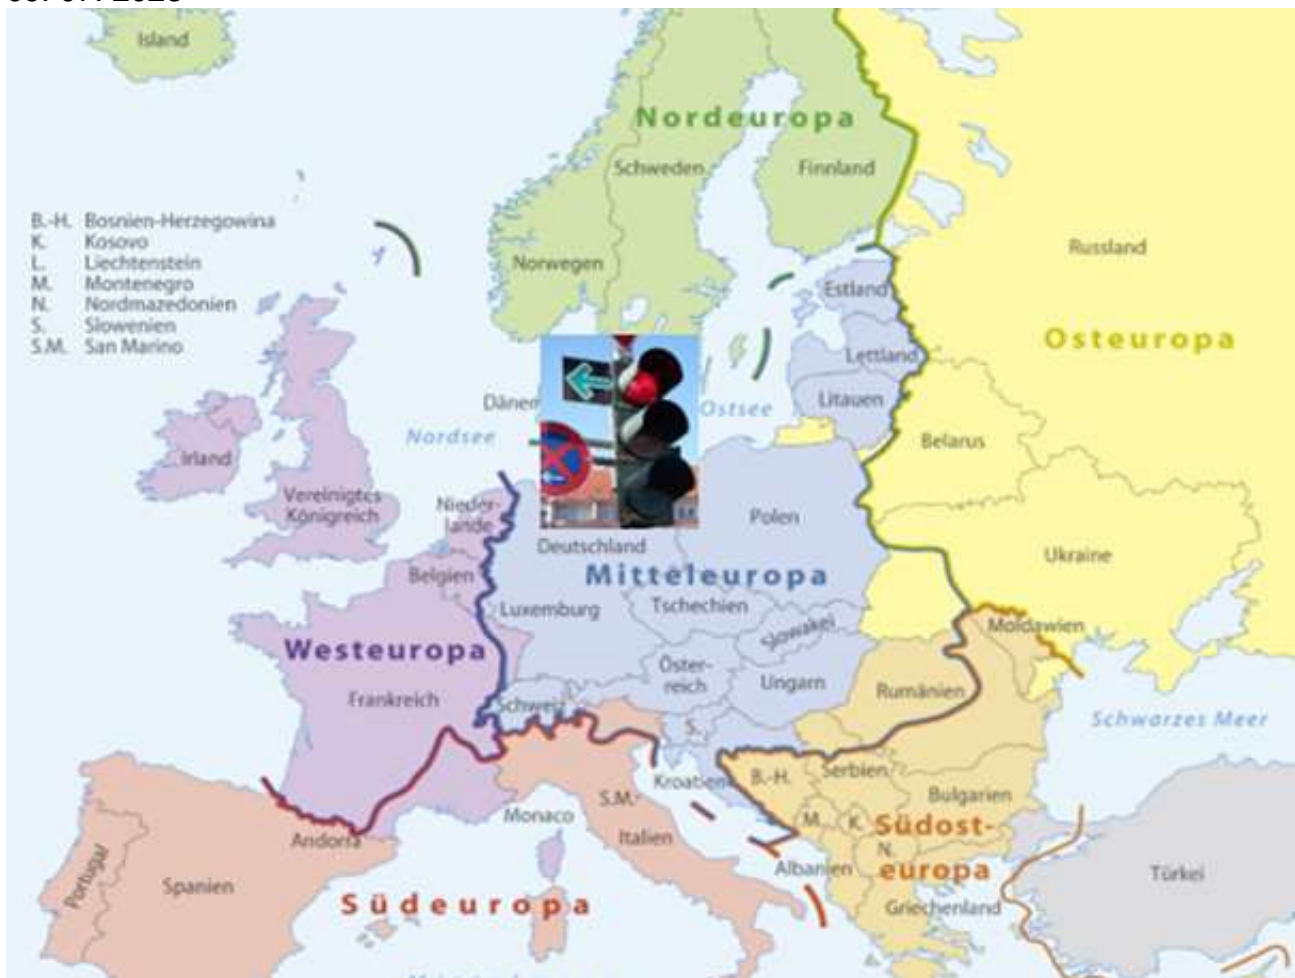 Island
Nordeuropa
Schweden
Finnland
B.-H. Bosnien-Herzegowina
K. Kosovo
L. Liechtenstein
M. Montenegro
N. Nordmazedonien
S. Slowenien
S.M. San Marino
Norwegen
Russland
Estland
Osteuropa
Lettland
Litauen
Däne
Ostsee
Nordsee
Belarus
Irland
Vereinigtes
Königreich
Nieder-
lande
Polen
Deutschland
Ukraine
Belgien
Mitteleuropa
Luxemburg
Tschechien
Slowakei
Moldawien
Westeuropa
Öster-
reich
Ungarn
Rumänien
Frankreich
Schweiz
S.
Schwarzes Meer
Kroatien
B.-H.
Serbien
Bulgarien
S.M.
Monaco
Italien
M.
K.
Südost-
europa
N.
Andorra
Albanien
Türkei
Portugal
Spanien
Südeuropa
Griechenland